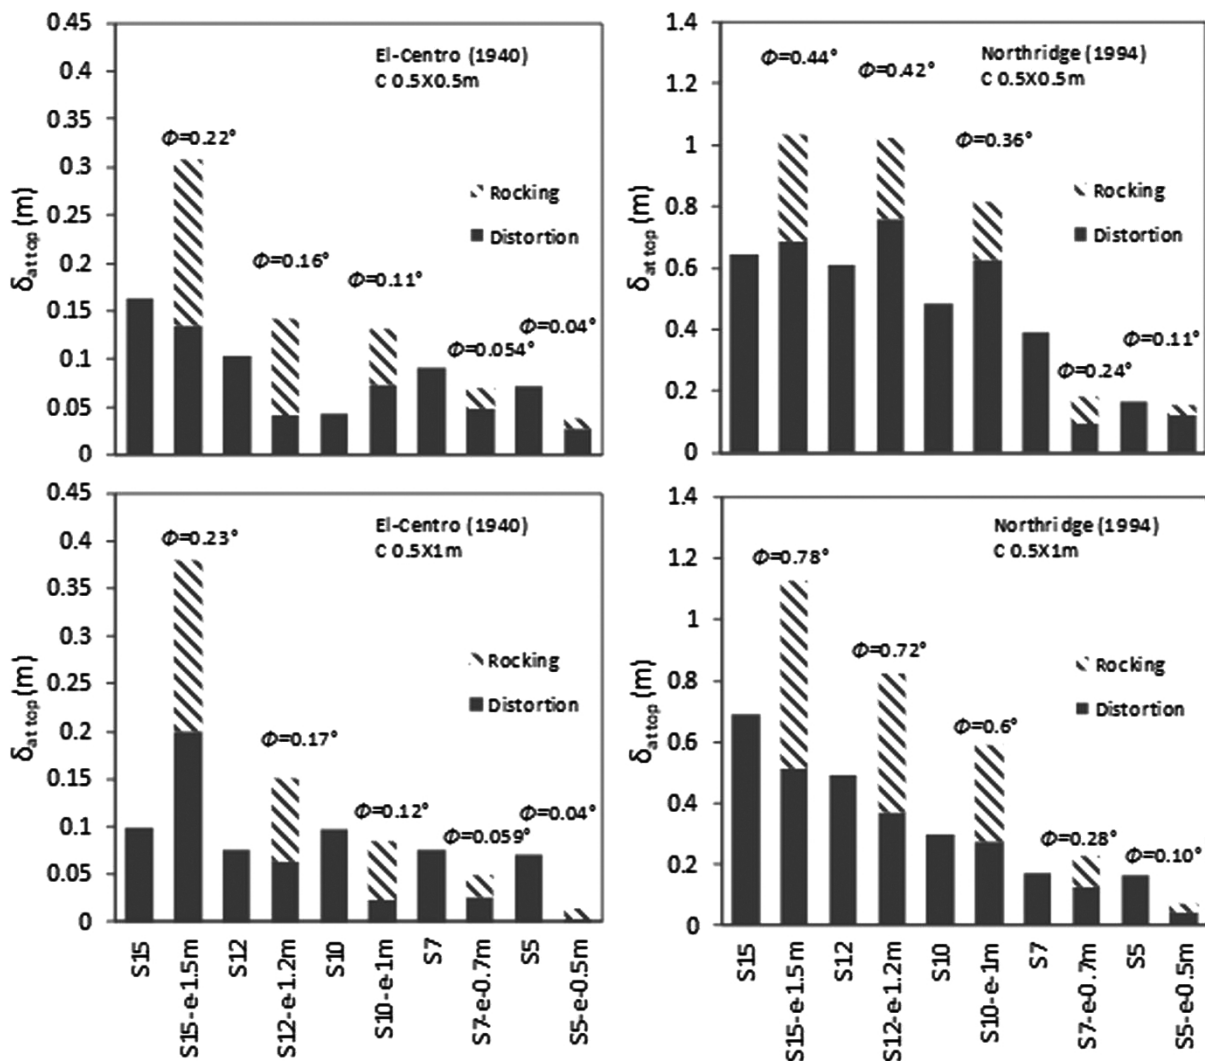 0.45
0.4
0.35
0.3
0.25
0.2
0.15
0.1
0.05
0
δat top (m)
El-Centro (1940)
C 0.5X0.5m
Φ=0.22°
Φ=0.16°
Φ=0.11°
Φ=0.054°
Φ=0.04°
Rocking
Distortion
1.4
1.2
1
0.8
0.6
0.4
0.2
0
δat top (m)
Northridge (1994)
C 0.5X0.5m
Φ=0.44°
Φ=0.42°
Φ=0.36°
Φ=0.24°
Φ=0.11°
Rocking
Distortion
0.45
0.4
0.35
0.3
0.25
0.2
0.15
0.1
0.05
0
δat top (m)
El-Centro (1940)
C 0.5X1m
Φ=0.23°
Φ=0.17°
Φ=0.12°
Φ=0.059°
Φ=0.04°
Rocking
Distortion
S15
S15-e-1.5m
S12
S12-e-1.2m
S10
S10-e-1m
S7
S7-e-0.7m
S5
S5-e-0.5m
1.4
1.2
1
0.8
0.6
0.4
0.2
0
δat top (m)
Northridge (1994)
C 0.5X1m
Φ=0.78°
Φ=0.72°
Φ=0.6°
Φ=0.28°
Φ=0.10°
Rocking
Distortion
S15
S15-e-1.5m
S12
S12-e-1.2m
S10
S10-e-1m
S7
S7-e-0.7m
S5
S5-e0.5m